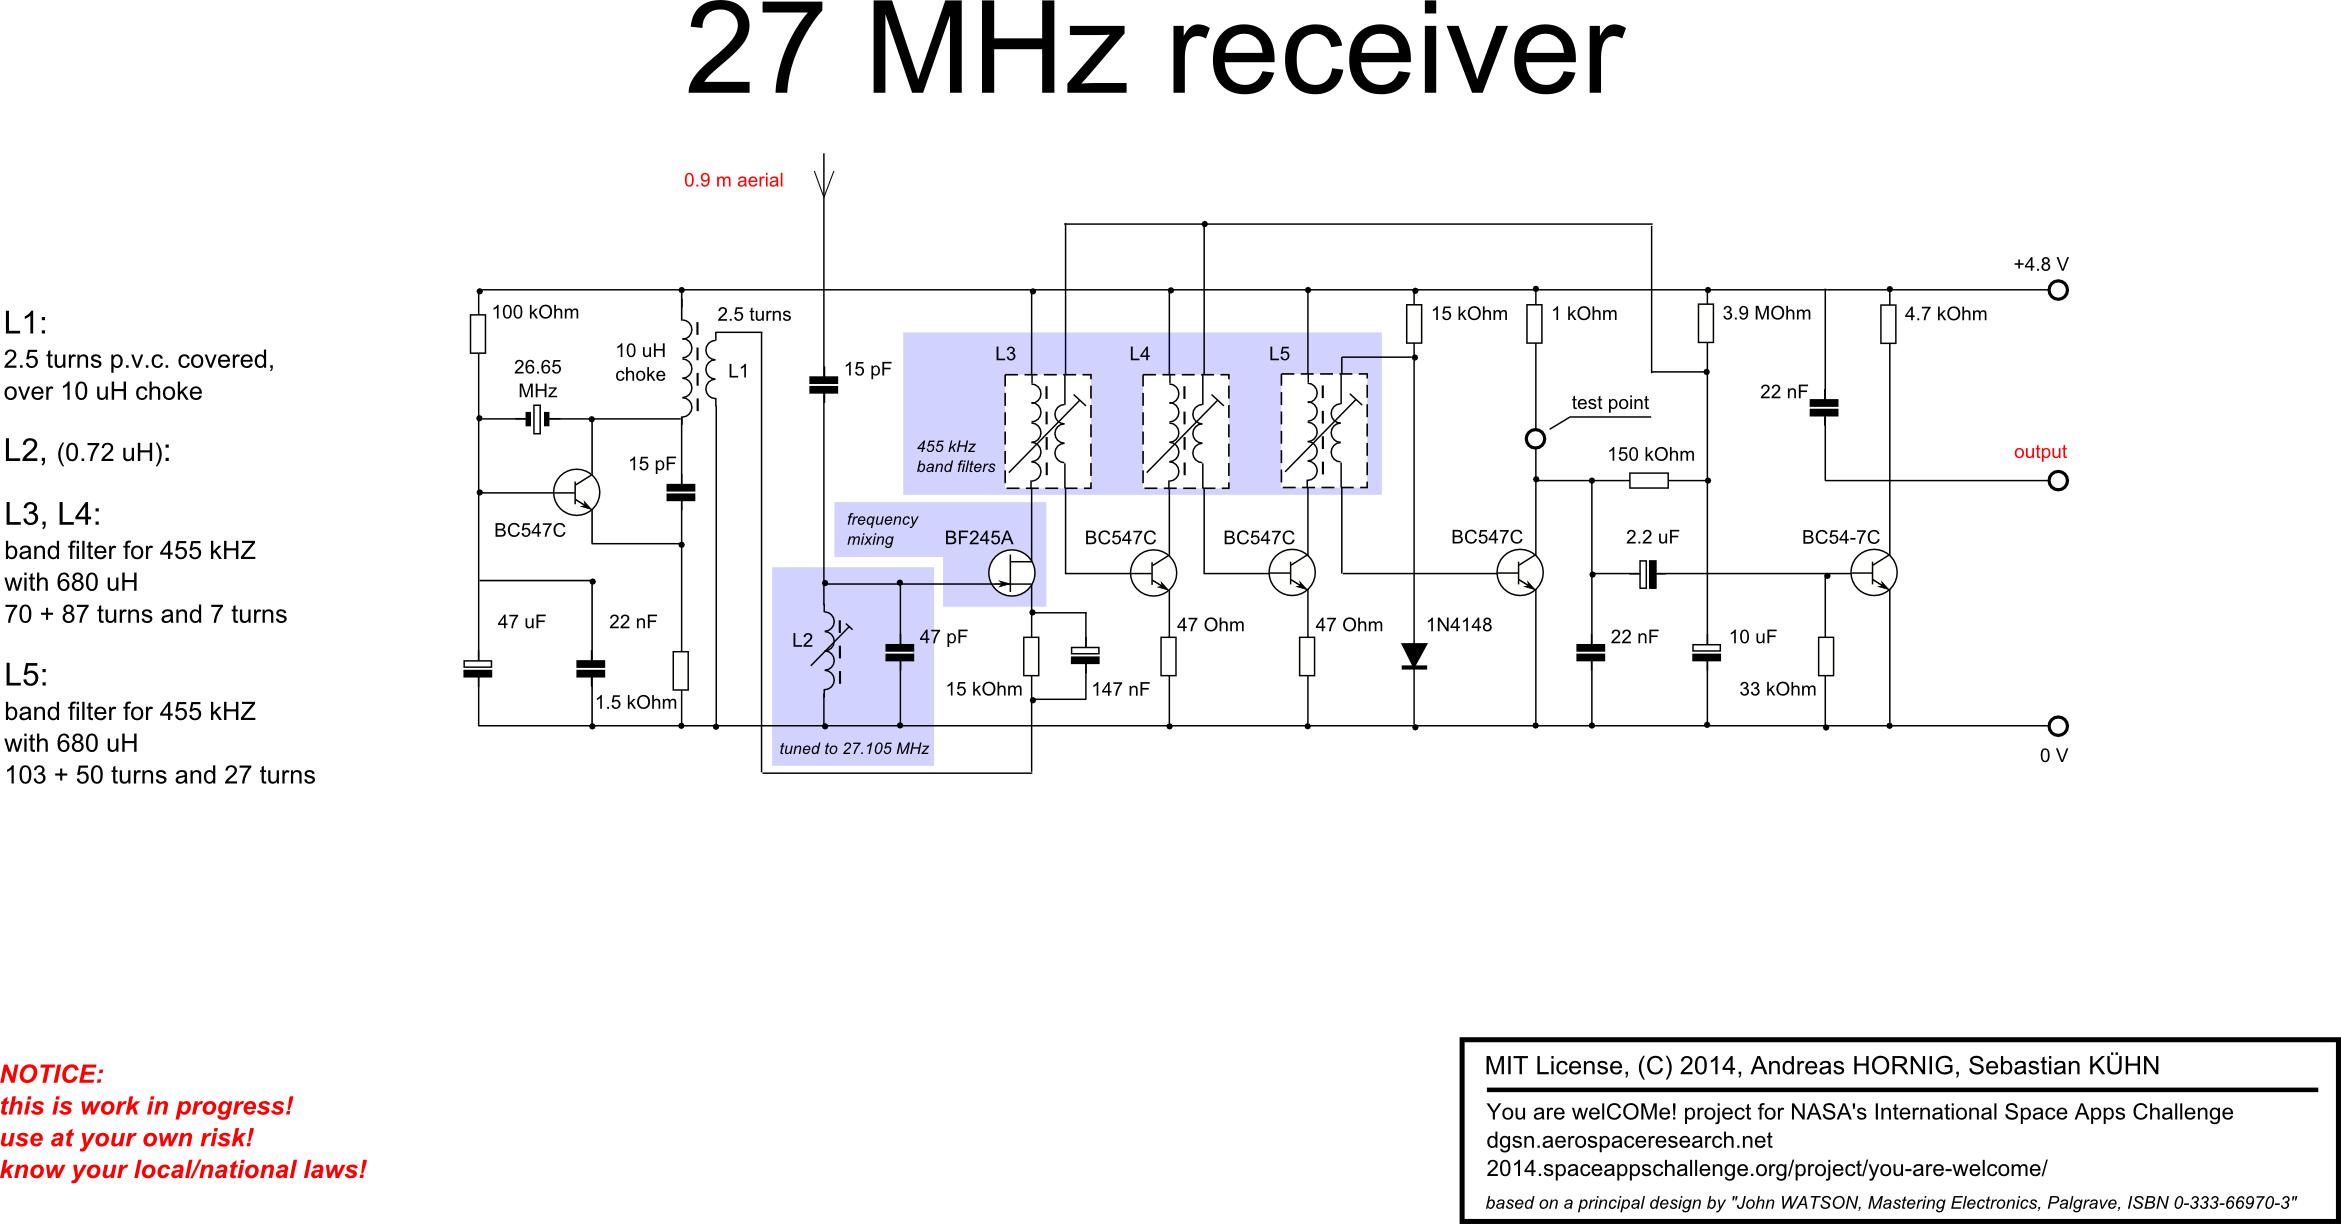 27 MHz receiver
0.9 m aerial
+4.8 V
L1:
2.5 turns p.v.c. covered,
over 10 uH choke
L2, (0.72 uH):
L3, L4:
band filter for 455 kHZ
with 680 uH
70 + 87 turns and 7 turns
L5:
band filter for 455 kHZ
with 680 uH
103 + 50 turns and 27 turns
100 kOhm
2.5 turns
15 kOhm
1 kOhm
3.9 MOhm
4.7 kOhm
10 uH
choke
L1
26.65
MHz
15 pF
L3
L4
L5
22 nF
test point
455 kHz
band filters
output
15 pF
150 kOhm
BC547C
frequency
mixing
BF245A
BC547C
BC547C
BC547C
2.2 uF
BC54-7C
47 uF
22 nF
L2
47 pF
47 Ohm
47 Ohm
1N4148
22 nF
10 uF
1.5 kOhm
15 kOhm
147 nF
33 kOhm
tuned to 27.105 MHz
0 V
NOTICE:
this is work in progress!
use at your own risk!
know your local/national laws!
MIT License, (C) 2014, Andreas HORNIG, Sebastian KÜHN
You are welCOMe! project for NASA's International Space Apps Challenge
dgsn.aerospaceresearch.net
2014.spaceappschallenge.org/project/you-are-welcome/
based on a principal design by "John WATSON, Mastering Electronics, Palgrave, ISBN 0-333-66970-3"